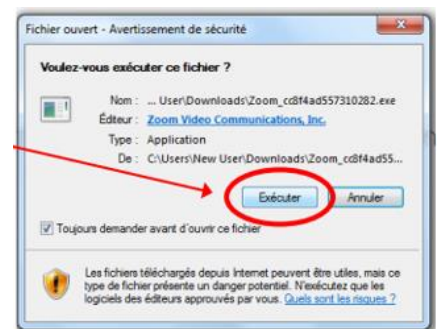 Fichier ouvert - Avertissement de sécurité
Voulez-vous exécuter ce fichier ?
Nom : ... User\Downloads\Zoom_cc8f4ad557310282.exe
Éditeur : Zoom Video Communications, Inc.
Type : Application
De : C:\Users\New User\Downloads\Zoom_cc8f4ad55...
Exécuter Annuler
Toujours demander avant d'ouvrir ce fichier
Les fichiers téléchargés depuis Internet peuvent être utiles, mais ce
type de fichier présente un danger potentiel. N'exécutez que les
logiciels des éditeurs approuvés par vous. Quels sont les risques ?